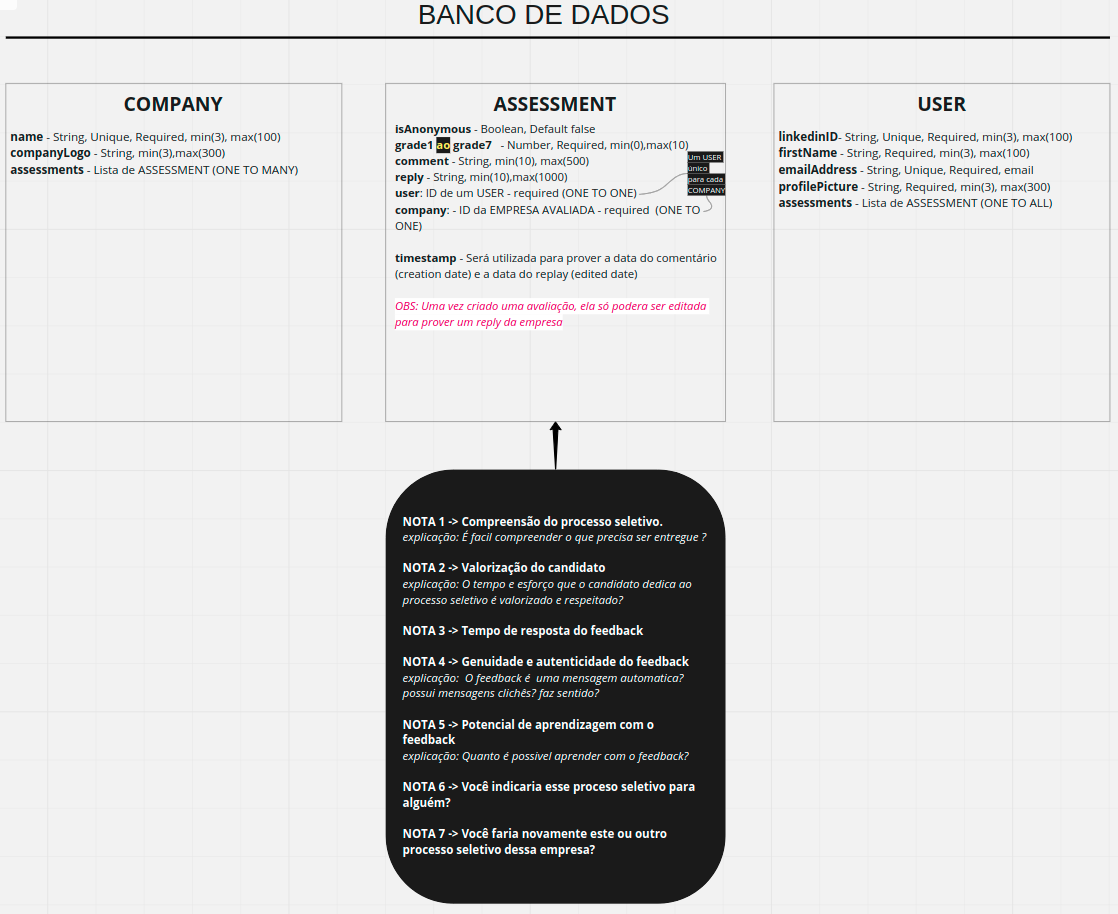 BANCO DE DADOS
COMPANY
name - String, Unique, Required, min(3), max(100)
companyLogo - String, min(3),max(300)
assessments - Lista de ASSESSMENT (ONE TO MANY)
ASSESSMENT
isAnonymous - Boolean, Default false
grade1 ao grade7 - Number, Required, min(0),max(10)
comment - String, min(10), max(500)
reply - String, min(10),max(1000)
user: ID de um USER - required (ONE TO ONE)
company: - ID da EMPRESA AVALIADA - required (ONE TO
ONE)
Um USER
único
para cada
COMPANY
timestamp - Será utilizada para prover a data do comentário
(creation date) e a data do replay (edited date)
OBS: Uma vez criado uma avaliação, ela só podera ser editada
para prover um reply da empresa
USER
linkedinID- String, Unique, Required, min(3), max(100)
firstName - String, Required, min(3), max(100)
emailAddress - String, Unique, Required, email
profilePicture - String, Required, min(3), max(300)
assessments - Lista de ASSESSMENT (ONE TO ALL)
NOTA 1 -> Compreensão do processo seletivo.
explicação: É facil compreender o que precisa ser entregue ?
NOTA 2 -> Valorização do candidato
explicação: O tempo e esforço que o candidato dedica ao
processo seletivo é valorizado e respeitado?
NOTA 3 -> Tempo de resposta do feedback
NOTA 4 -> Genuidade e autenticidade do feedback
explicação: O feedback é uma mensagem automatica?
possui mensagens clichês? faz sentido?
NOTA 5 -> Potencial de aprendizagem com o
feedback
explicação: Quanto é possivel aprender com o feedback?
NOTA 6 -> Você indicaria esse proceso seletivo para
alguém?
NOTA 7 -> Você faria novamente este ou outro
processo seletivo dessa empresa?